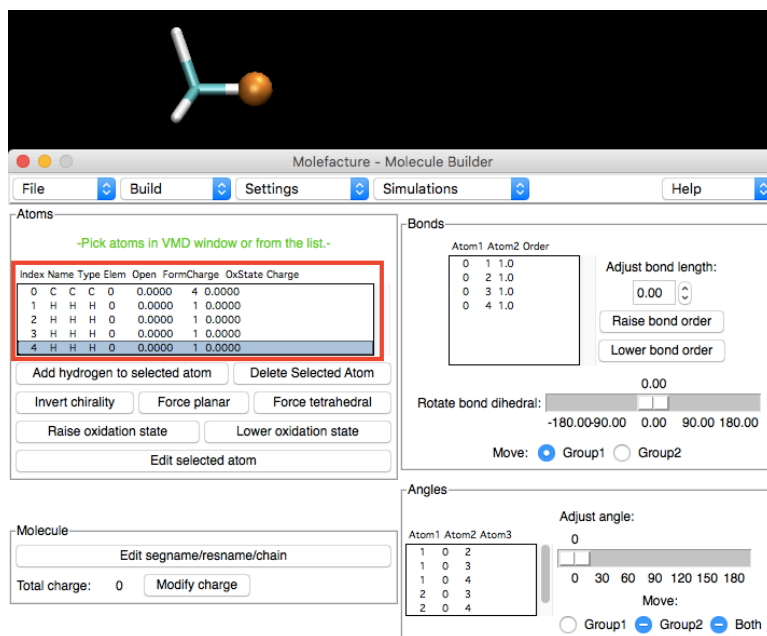 Molefacture - Molecule Builder
File Build Settings Simulations Help
Atoms
-Pick atoms in VMD window or from the list.-
Index Name Type Elem Open FormCharge OxState Charge
0 C C C 0 0.0000 4 0.0000
1 H H H 0 0.0000 1 0.0000
2 H H H 0 0.0000 1 0.0000
3 H H H 0 0.0000 1 0.0000
4 H H H 0 0.0000 1 0.0000
Add hydrogen to selected atom Delete Selected Atom
Invert chirality Force planar Force tetrahedral
Raise oxidation state Lower oxidation state
Edit selected atom
Molecule
Edit segname/resname/chain
Total charge: 0 Modify charge
Bonds
Atom1 Atom2 Order
0 1 1.0
0 2 1.0
0 3 1.0
0 4 1.0
Adjust bond length:
0.00
Raise bond order
Lower bond order
0.00
Rotate bond dihedral:
-180.00-90.00 0.00 90.00 180.00
Move: Group1 Group2
Angles
Atom1 Atom2 Atom3
1 0 2
1 0 3
1 0 4
2 0 3
2 0 4
Adjust angle:
0
0 30 60 90 120 150 180
Move:
Group1 Group2 Both